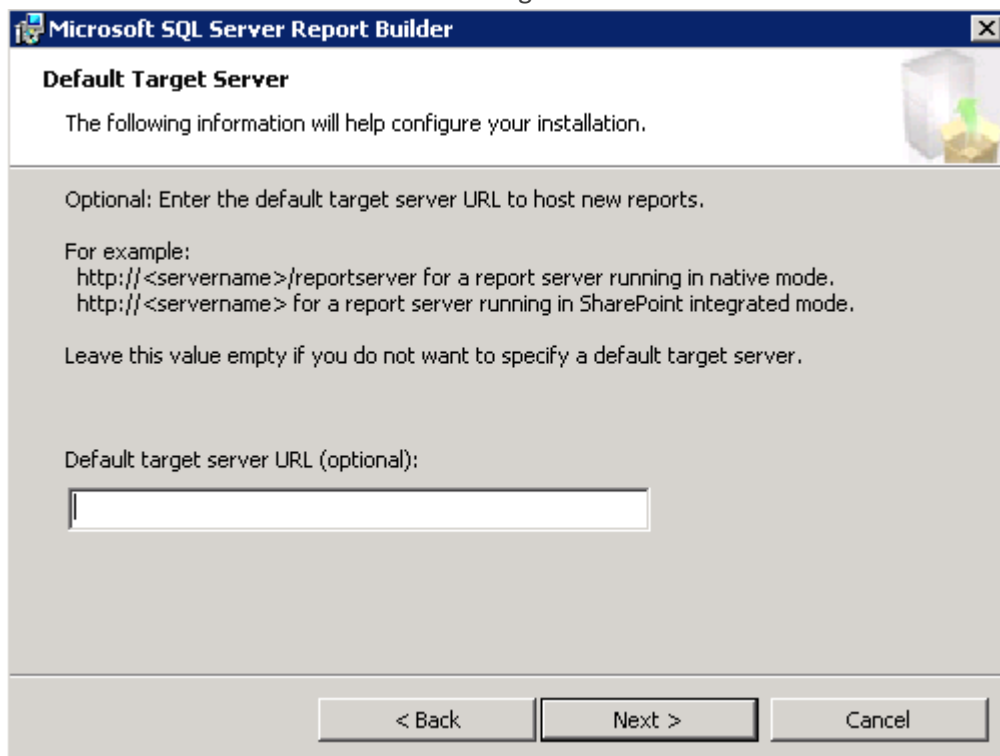 Microsoft SQL Server Report Builder
Default Target Server
The following information will help configure your installation.
Optional: Enter the default target server URL to host new reports.
For example:
http://<servername>/reportserver for a report server running in native mode.
http://<servername> for a report server running in SharePoint integrated mode.
Leave this value empty if you do not want to specify a default target server.
Default target server URL (optional):
< Back
Next >
Cancel